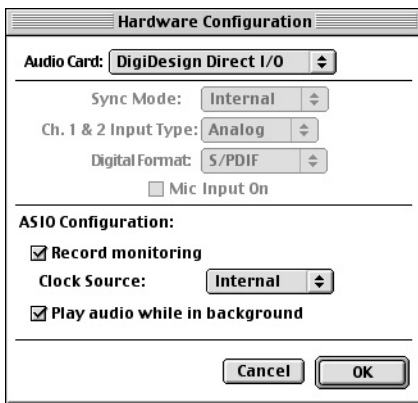 Hardware Configuration
Audio Card: DigiDesign Direct I/O
Sync Mode: Internal
Ch. 1 & 2 Input Type: Analog
Digital Format: S/PDIF
Mic Input On
ASIO Configuration:
Record monitoring
Clock Source: Internal
Play audio while in background
Cancel OK